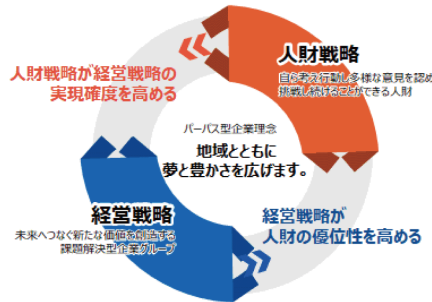 人財戦略
自ら考え行動し多様な意見を認め
挑戦し続けることができる人財
人財戦略が経営戦略の
実現確度を高める
パーパス型企業理念
地域とともに
夢と豊かさを広げます。
経営戦略
未来へつなぐ新たな価値を創造する
課題解決型企業グループ
経営戦略が
人財の優位性を高める